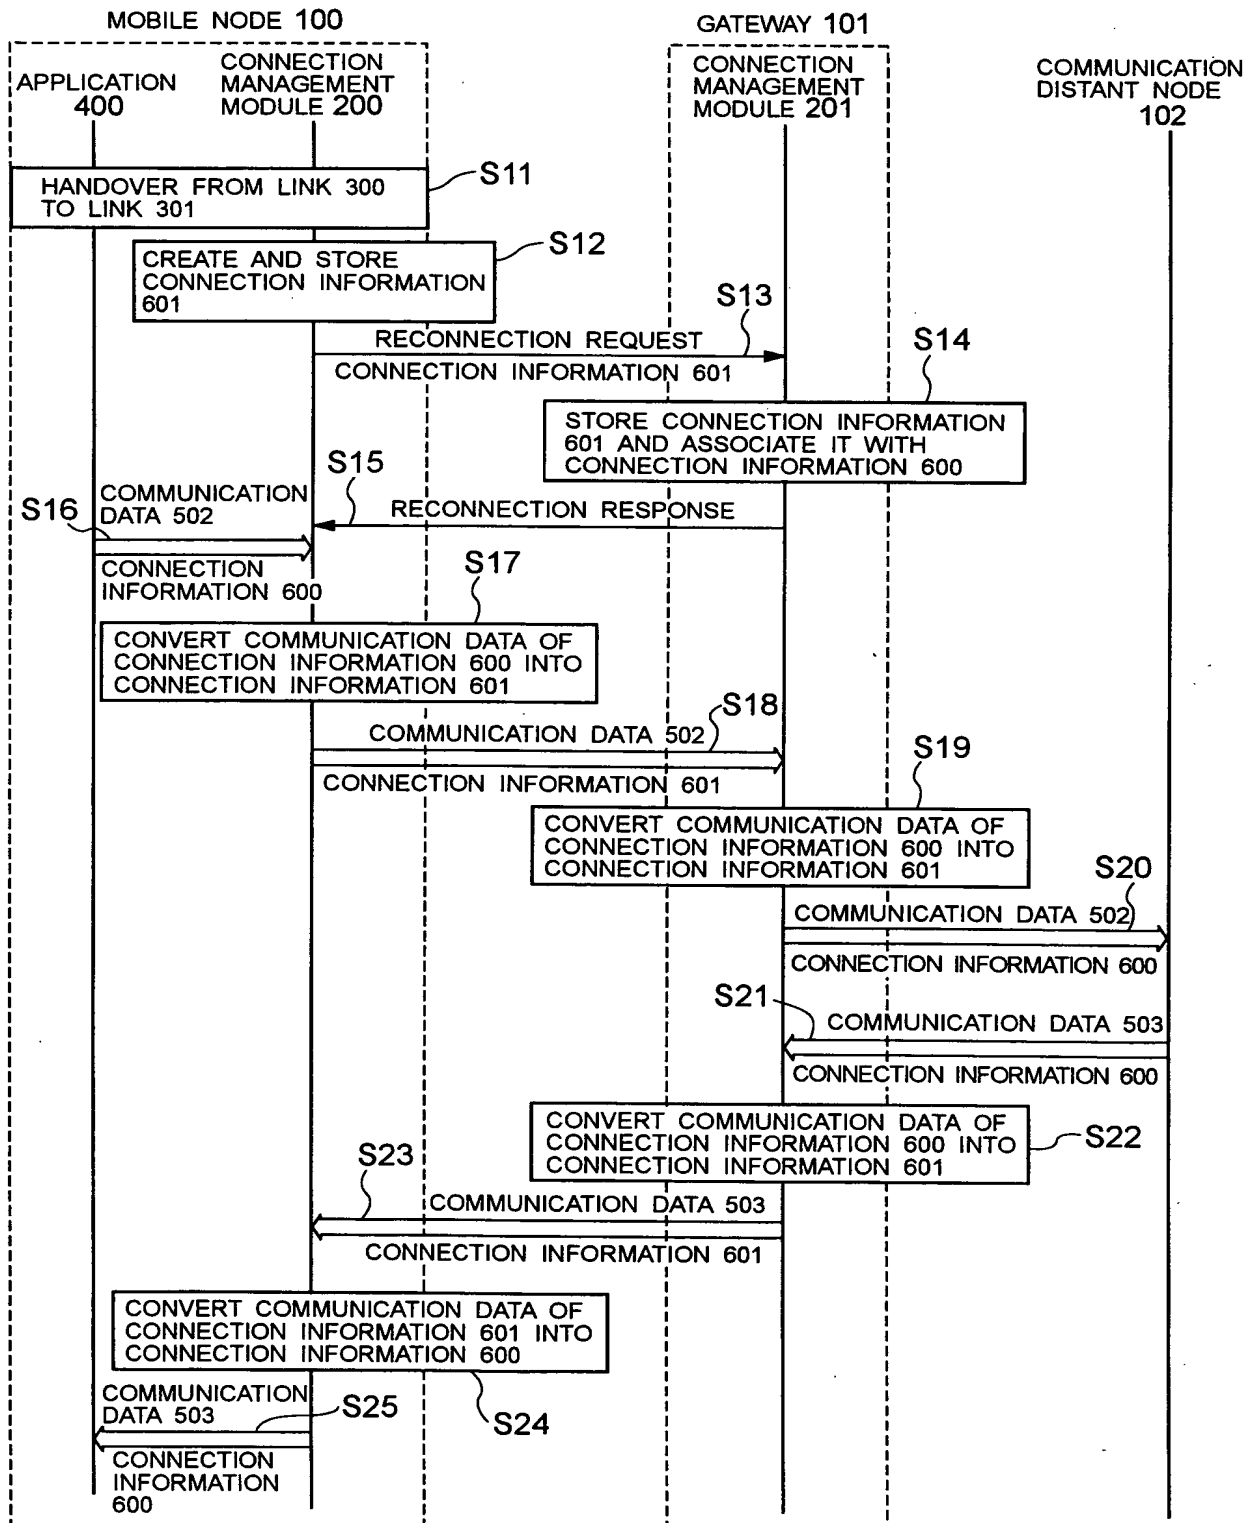 MOBILE NODE 100
GATEWAY 101
APPLICATION
400
CONNECTION
MANAGEMENT
MODULE 200
CONNECTION
MANAGEMENT
MODULE 201
COMMUNICATION
DISTANT NODE
102
HANDOVER FROM LINK 300
TO LINK 301
S11
CREATE AND STORE
CONNECTION INFORMATION
601
S12
RECONNECTION REQUEST
CONNECTION INFORMATION 601
S13
STORE CONNECTION INFORMATION
601 AND ASSOCIATE IT WITH
CONNECTION INFORMATION 600
S14
S15
RECONNECTION RESPONSE
S16
COMMUNICATION
DATA 502
CONNECTION
INFORMATION 600
S17
CONVERT COMMUNICATION DATA OF
CONNECTION INFORMATION 600 INTO
CONNECTION INFORMATION 601
S18
COMMUNICATION DATA 502
CONNECTION INFORMATION 601
S19
CONVERT COMMUNICATION DATA OF
CONNECTION INFORMATION 600 INTO
CONNECTION INFORMATION 601
S20
COMMUNICATION DATA 502
CONNECTION INFORMATION 600
S21
COMMUNICATION DATA 503
CONNECTION INFORMATION 600
CONVERT COMMUNICATION DATA OF
CONNECTION INFORMATION 600 INTO
CONNECTION INFORMATION 601
S22
S23
COMMUNICATION DATA 503
CONNECTION INFORMATION 601
CONVERT COMMUNICATION DATA OF
CONNECTION INFORMATION 601 INTO
CONNECTION INFORMATION 600
S24
COMMUNICATION
DATA 503
S25
CONNECTION
INFORMATION
600